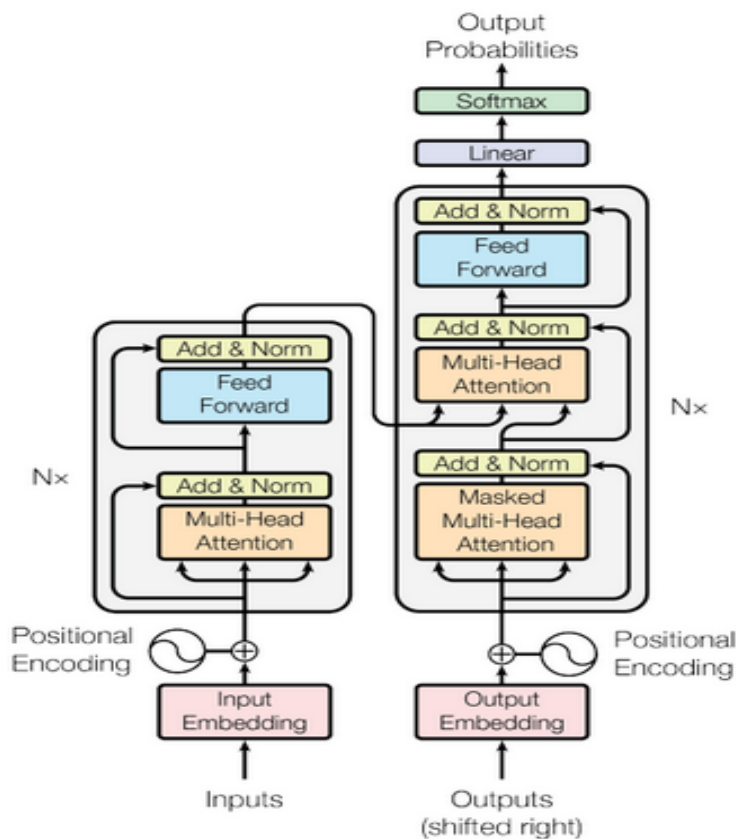 Output
Probabilities
Softmax
Linear
Add & Norm
Feed
Forward
Add & Norm
Multi-Head
Attention
Add & Norm
Masked
Multi-Head
Attention
Nx
Add & Norm
Feed
Forward
Add & Norm
Multi-Head
Attention
Nx
Positional
Encoding
Positional
Encoding
Input
Embedding
Output
Embedding
Inputs
Outputs
(shifted right)